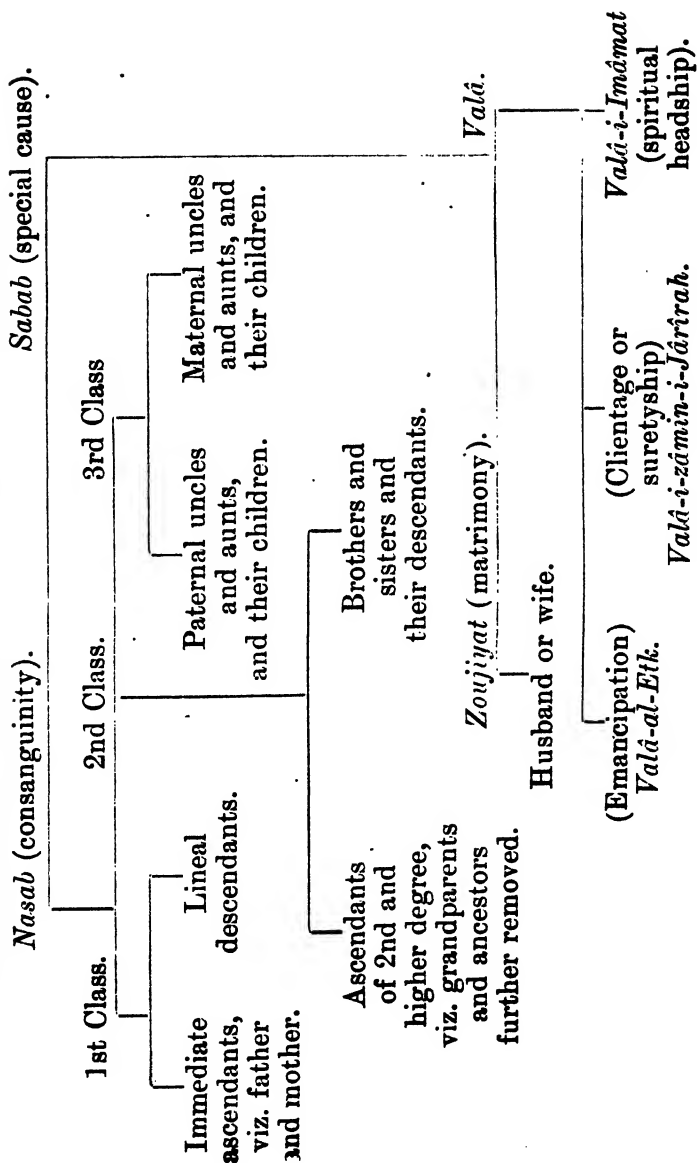 Nasab (consanguinity).
Sabab (special cause).
1st Class.
2nd Class.
3rd Class
Immediate
ascendants,
viz. father
and mother.
Lineal
descendants.
Paternal uncles
and aunts,
and their children.
Maternal uncles
and aunts, and
their children.
Ascendants
of 2nd and
higher degree,
viz. grandparents
and ancestors
further removed.
Brothers and
sisters and
their descendants.
Zoujiyat (matrimony).
Valâ.
Husband or wife.
(Emancipation)
Valâ-al-Etk.
(Clientage or
suretyship)
Valâ-i-zâmin-i-Jârîrah.
Valâ-i-Imâmat
(spiritual
headship).